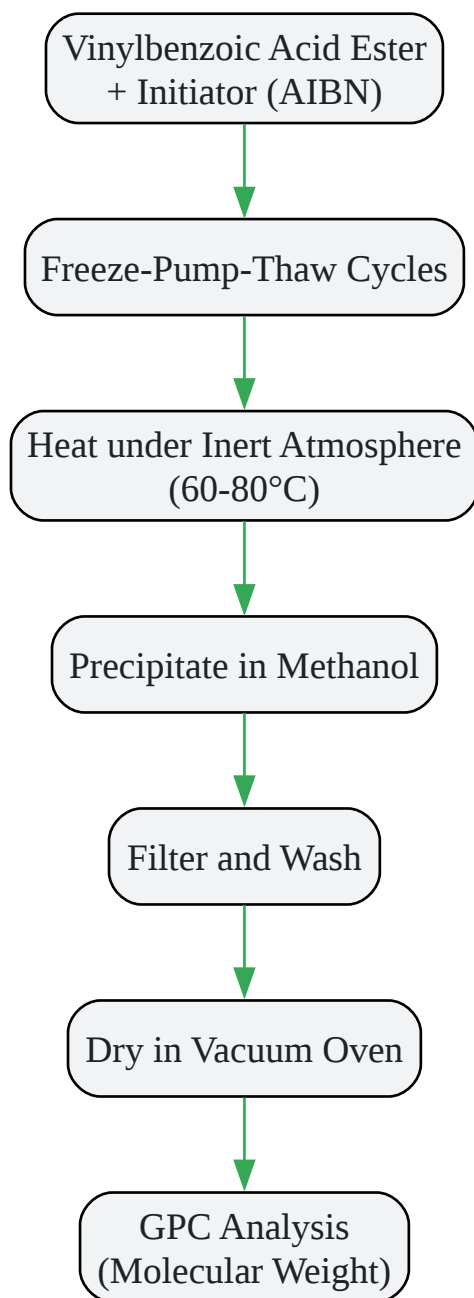 Vinylbenzoic Acid Ester
+ Initiator (AIBN)
Freeze-Pump-Thaw Cycles
Heat under Inert Atmosphere
(60-80°C)
Precipitate in Methanol
Filter and Wash
Dry in Vacuum Oven
GPC Analysis
(Molecular Weight)